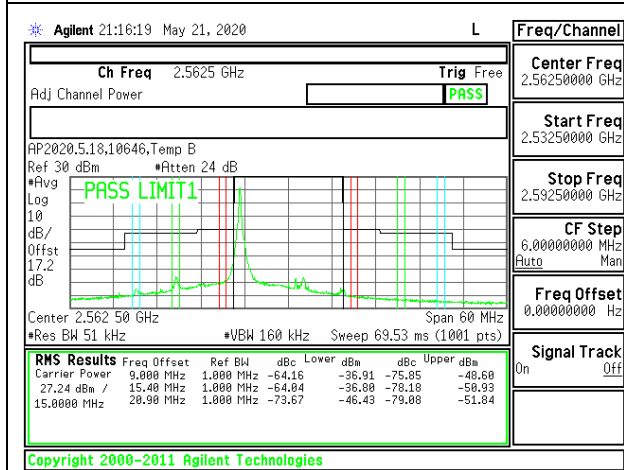 Agilent 21:16:19 May 21, 2020 L
Freq/Channel
Ch Freq 2.5625 GHz Trig Free
Adj Channel Power PASS
Center Freq
2.56250000 GHz
Start Freq
2.53250000 GHz
Stop Freq
2.59250000 GHz
CF Step
6.00000000 MHz
Auto Man
Freq Offset
0.00000000 Hz
Signal Track
On Off
AP2020.5.18,10646,Temp B
Ref 30 dBm #Atten 24 dB
#Avg
Log
10
dB/
Offst
17.2
dB
PASS LIMIT1
Center 2.562 50 GHz Span 60 MHz
#Res BW 51 kHz #VBW 160 kHz Sweep 69.53 ms (1001 pts)
RMS Results Freq Offset Ref BW dBc Lower dBm dBc Upper dBm
Carrier Power 9.000 MHz 1.000 MHz -64.16 -36.91 -75.85 -48.60
27.24 dBm / 15.40 MHz 1.000 MHz -64.04 -36.80 -78.18 -50.93
15.0000 MHz 20.90 MHz 1.000 MHz -73.67 -46.43 -79.08 -51.84
Copyright 2000-2011 Agilent Technologies